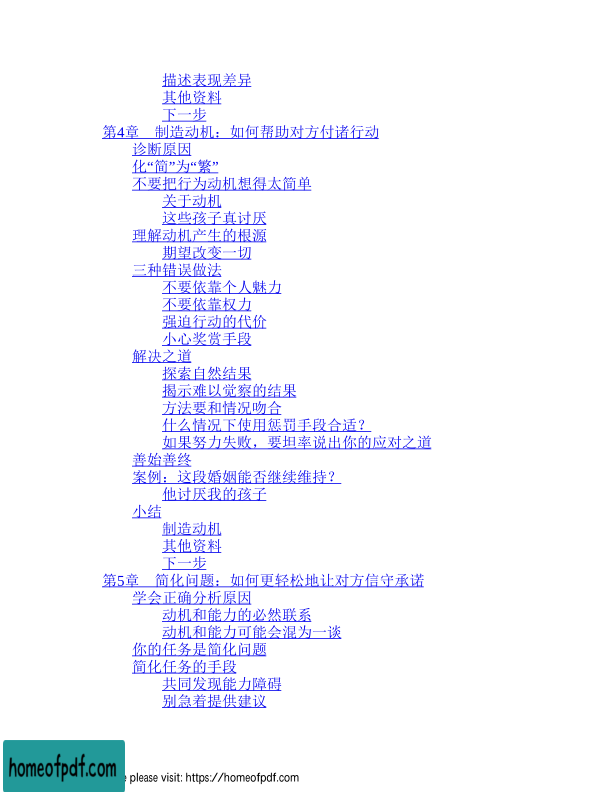 描述表现差异
其他资料
下一步
第4章　制造动机：如何帮助对方付诸行动
诊断原因
化“简”为“繁”
不要把行为动机想得太简单
关于动机
这些孩子真讨厌
理解动机产生的根源
期望改变一切
三种错误做法
不要依靠个人魅力
不要依靠权力
强迫行动的代价
小心奖赏手段
解决之道
探索自然结果
揭示难以觉察的结果
方法要和情况吻合
什么情况下使用惩罚手段合适？
如果努力失败，要坦率说出你的应对之道
善始善终
案例：这段婚姻能否继续维持？
他讨厌我的孩子
小结
制造动机
其他资料
下一步
第5章　简化问题：如何更轻松地让对方信守承诺
学会正确分析原因
动机和能力的必然联系
动机和能力可能会混为一谈
你的任务是简化问题
简化任务的手段
共同发现能力障碍
别急着提供建议
homeofpdf.com
please visit: https://homeofpdf.com